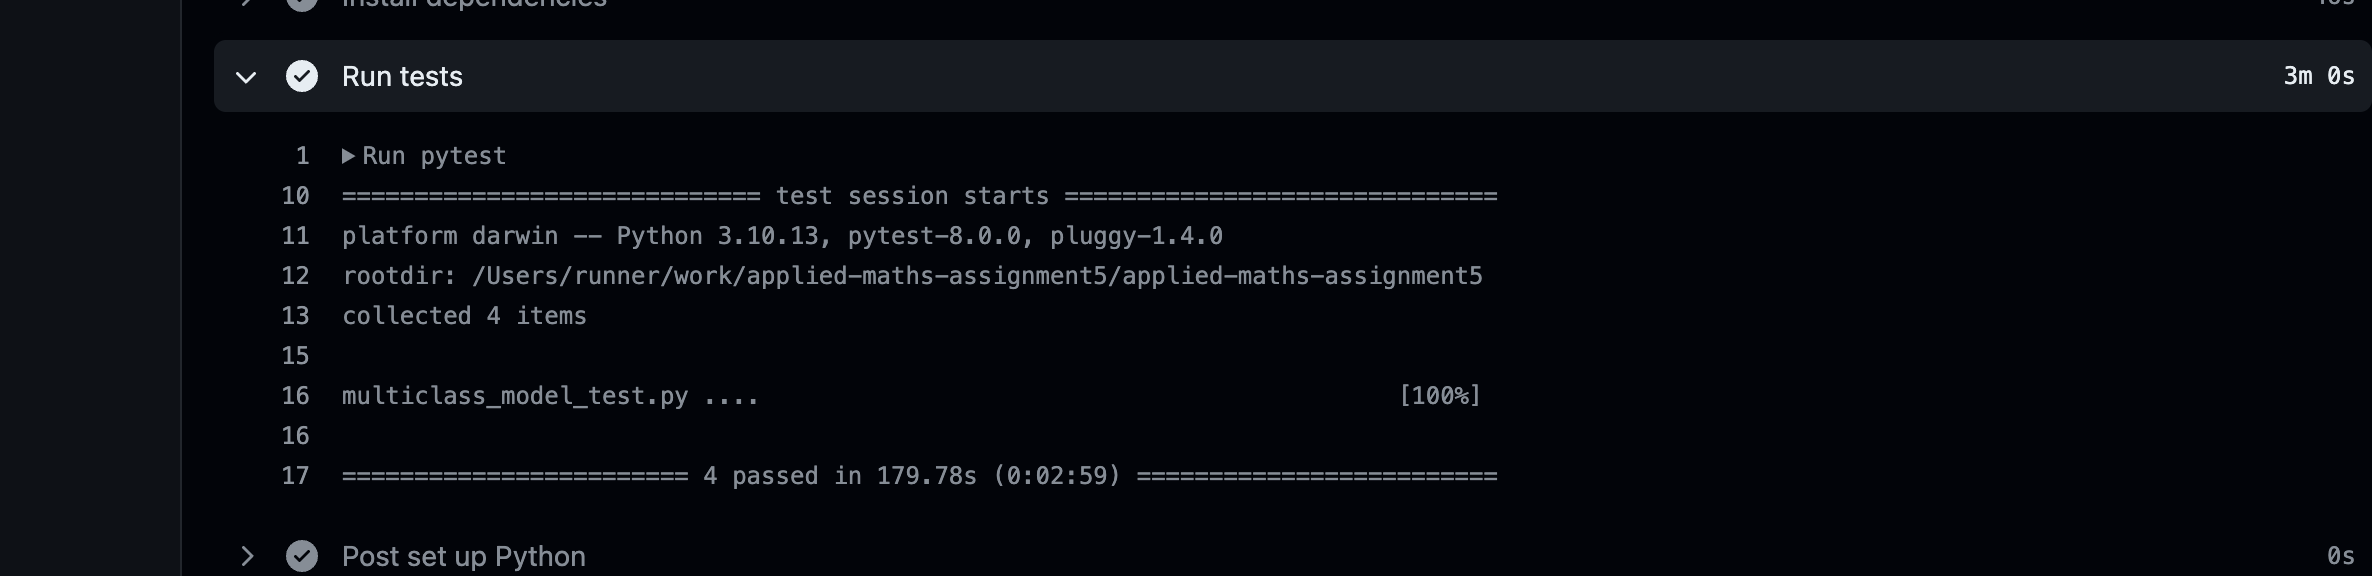 Install dependencies
Run tests 3m 0s
1 Run pytest
10 ============================= test session starts ==============================
11 platform darwin -- Python 3.10.13, pytest-8.0.0, pluggy-1.4.0
12 rootdir: /Users/runner/work/applied-maths-assignment5/applied-maths-assignment5
13 collected 4 items
15
16 multiclass_model_test.py .... [100%]
16
17 ======================== 4 passed in 179.78s (0:02:59) =========================
Post set up Python 0s